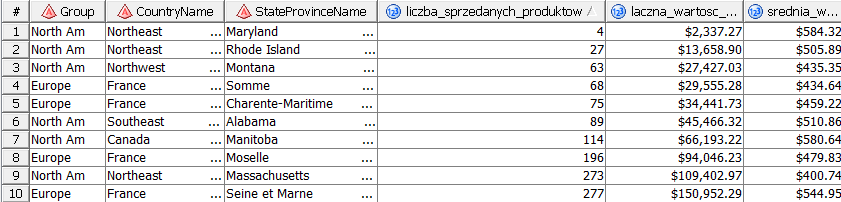 # Group CountryName StateProvinceName liczba_sprzedanych_produktow laczna_wartosc_... srednia_w...
1 North Am Northeast ... Maryland ... 4 $2,337.27 $584.32
2 North Am Northeast ... Rhode Island ... 27 $13,658.90 $505.89
3 North Am Northwest ... Montana ... 63 $27,427.03 $435.35
4 Europe France ... Somme ... 68 $29,555.28 $434.64
5 Europe France ... Charente-Maritime ... 75 $34,441.73 $459.22
6 North Am Southeast ... Alabama ... 89 $45,466.32 $510.86
7 North Am Canada ... Manitoba ... 114 $66,193.22 $580.64
8 Europe France ... Moselle ... 196 $94,046.23 $479.83
9 North Am Northeast ... Massachusetts ... 273 $109,402.97 $400.74
10 Europe France ... Seine et Marne ... 277 $150,952.29 $544.95